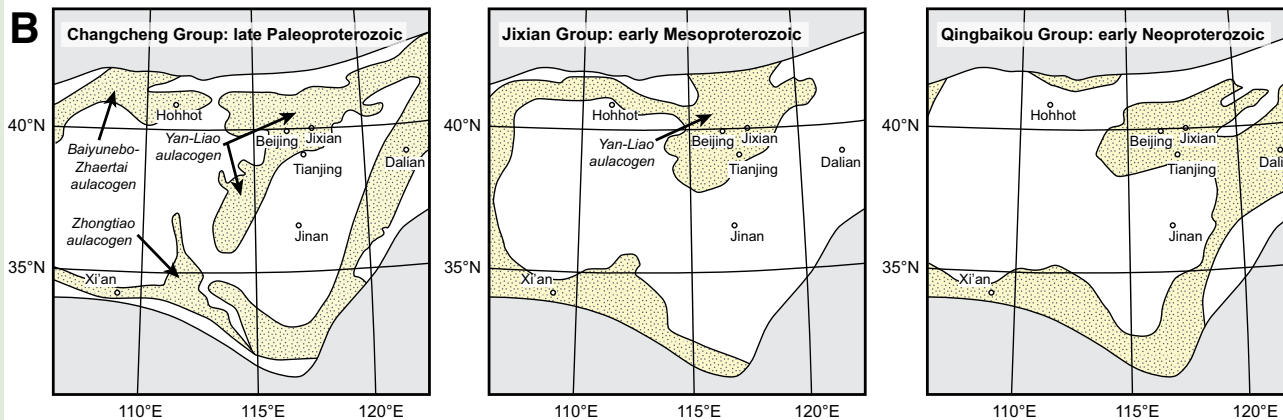 B
Changcheng Group: late Paleoproterozoic
Hohhot
40°N
Baiyunebo-
Zhaertai
aulacogen
Yan-Liao
aulacogen
Beijing
Jixian
Tianjing
Dalian
Zhongtiao
aulacogen
Jinan
35°N
Xi'an
110°E
115°E
120°E
Jixian Group: early Mesoproterozoic
Hohhot
40°N
Yan-Liao
aulacogen
Beijing
Jixian
Tianjing
Dalian
Jinan
35°N
Xi'an
110°E
115°E
120°E
Qingbaikou Group: early Neoproterozoic
Hohhot
40°N
Beijing
Jixian
Tianjing
Dali
Jinan
35°N
Xi'an
110°E
115°E
120°E